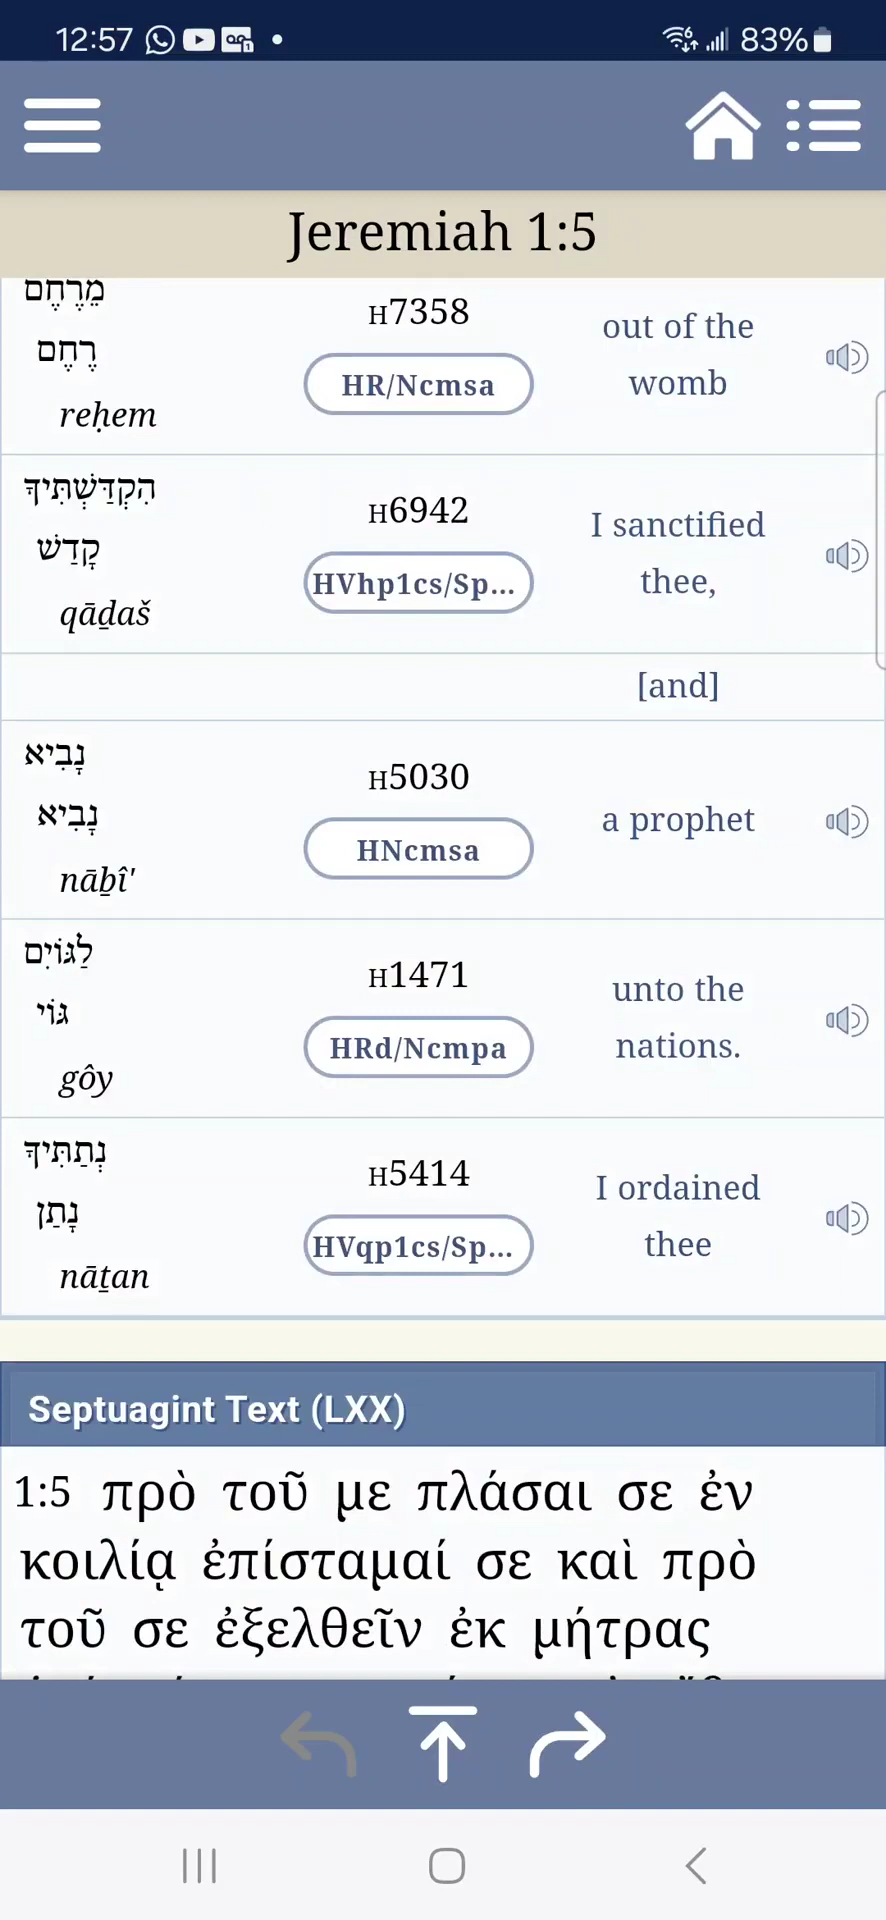 12:57 83%
Jeremiah 1:5
מֵרֶחֶם
רֶחֶם
reḥem
H7358
HR/Ncmsa
out of the
womb
הִקְדַּשְׁתִּיךָ
קָדַשׁ
qāḏaš
H6942
HVhp1cs/Sp...
I sanctified
thee,
[and]
נָבִיא
נָבִיא
nāḇî'
H5030
HNcmsa
a prophet
לַגּוֹיִם
גּוֹי
gôy
H1471
HRd/Ncmpa
unto the
nations.
נְתַתִּיךָ
נָתַן
nāṯan
H5414
HVqp1cs/Sp...
I ordained
thee
Septuagint Text (LXX)
1:5 πρὸ τοῦ με πλάσαι σε ἐν
κοιλίᾳ ἐπίσταμαί σε καὶ πρὸ
τοῦ σε ἐξελθεῖν ἐκ μήτρας